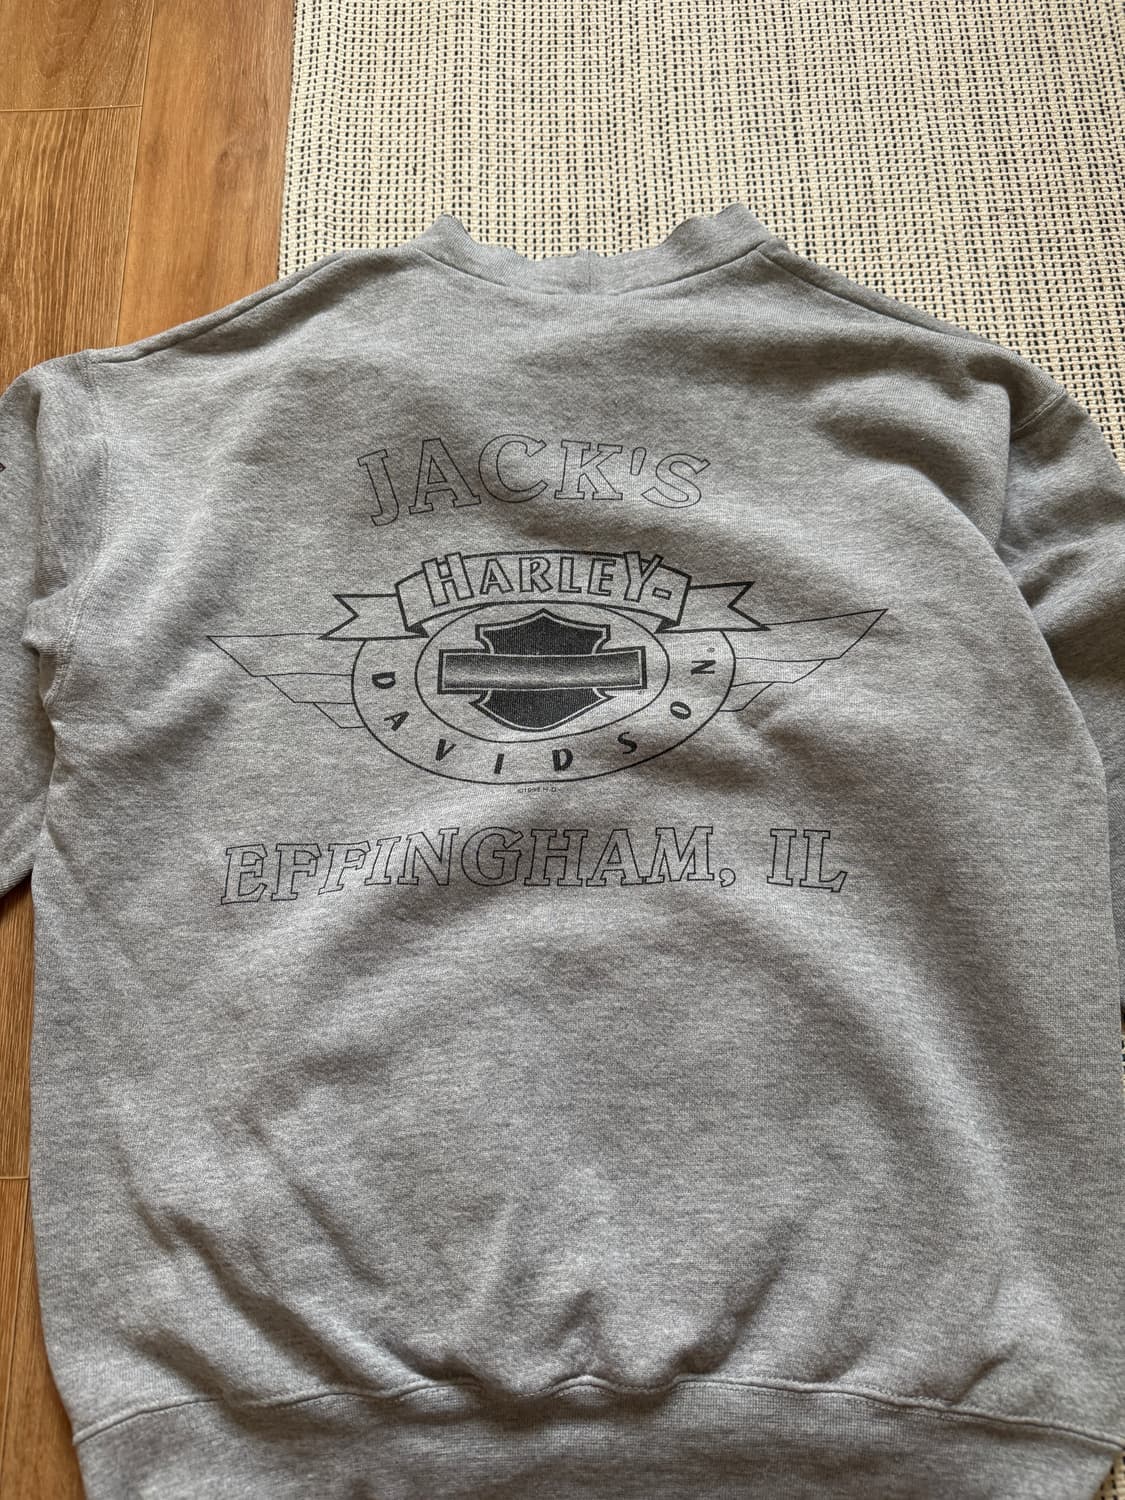 JACK'S
HARLEY-
DAVIDSON
EFFINGHAM, IL